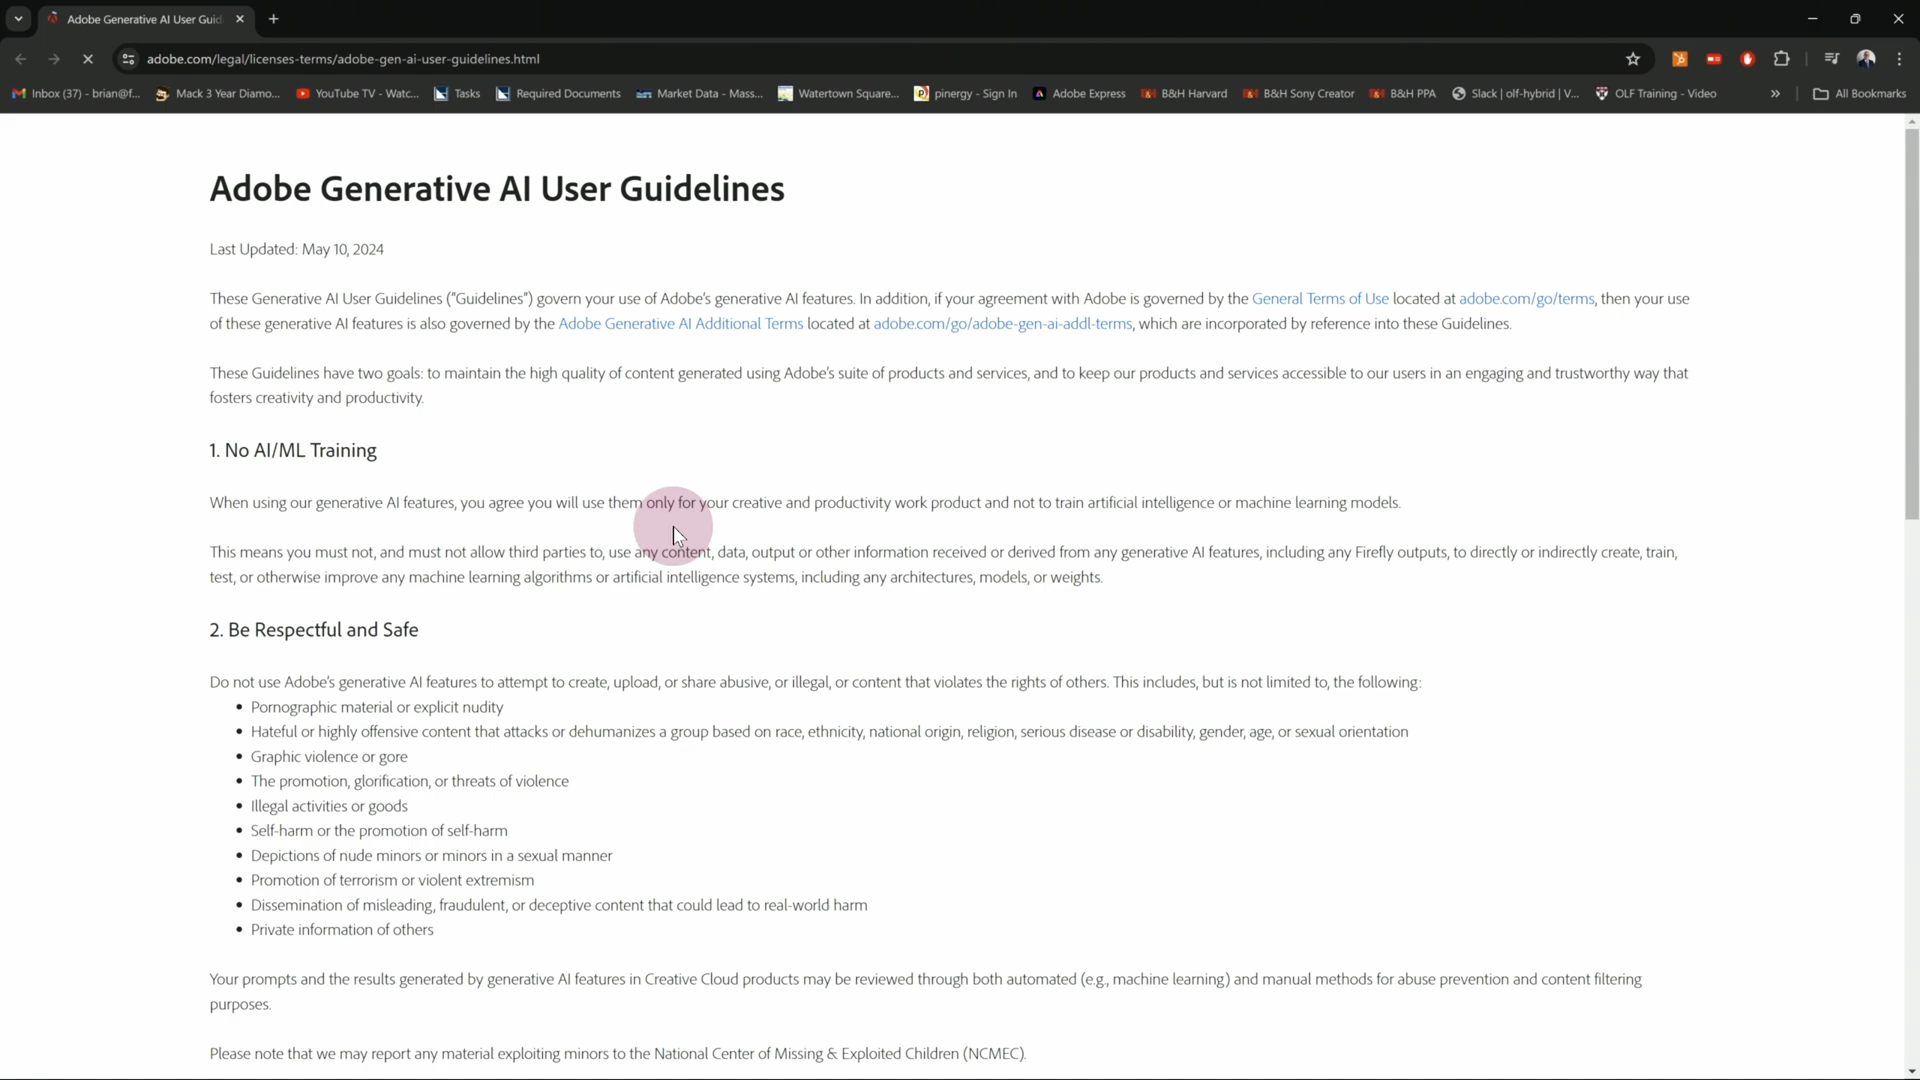 Adobe Generative AI User Guid
adobe.com/legal/licenses-terms/adobe-gen-ai-user-guidelines.html
Inbox (37) - brian@f... Mack 3 Year Diamo... YouTube TV - Watc... Tasks Required Documents Market Data - Mass... Watertown Square... pinergy - Sign In Adobe Express B&H Harvard B&H Sony Creator B&H PPA Slack | olf-hybrid | V... OLF Training - Video » All Bookmarks
Adobe Generative AI User Guidelines
Last Updated: May 10, 2024
These Generative AI User Guidelines ("Guidelines") govern your use of Adobe's generative AI features. In addition, if your agreement with Adobe is governed by the General Terms of Use located at adobe.com/go/terms, then your use
of these generative AI features is also governed by the Adobe Generative AI Additional Terms located at adobe.com/go/adobe-gen-ai-addl-terms, which are incorporated by reference into these Guidelines.
These Guidelines have two goals: to maintain the high quality of content generated using Adobe's suite of products and services, and to keep our products and services accessible to our users in an engaging and trustworthy way that
fosters creativity and productivity.
1. No AI/ML Training
When using our generative AI features, you agree you will use them only for your creative and productivity work product and not to train artificial intelligence or machine learning models.
This means you must not, and must not allow third parties to, use any content, data, output or other information received or derived from any generative AI features, including any Firefly outputs, to directly or indirectly create, train,
test, or otherwise improve any machine learning algorithms or artificial intelligence systems, including any architectures, models, or weights.
2. Be Respectful and Safe
Do not use Adobe's generative AI features to attempt to create, upload, or share abusive, or illegal, or content that violates the rights of others. This includes, but is not limited to, the following:
• Pornographic material or explicit nudity
• Hateful or highly offensive content that attacks or dehumanizes a group based on race, ethnicity, national origin, religion, serious disease or disability, gender, age, or sexual orientation
• Graphic violence or gore
• The promotion, glorification, or threats of violence
• Illegal activities or goods
• Self-harm or the promotion of self-harm
• Depictions of nude minors or minors in a sexual manner
• Promotion of terrorism or violent extremism
• Dissemination of misleading, fraudulent, or deceptive content that could lead to real-world harm
• Private information of others
Your prompts and the results generated by generative AI features in Creative Cloud products may be reviewed through both automated (e.g., machine learning) and manual methods for abuse prevention and content filtering
purposes.
Please note that we may report any material exploiting minors to the National Center of Missing & Exploited Children (NCMEC).